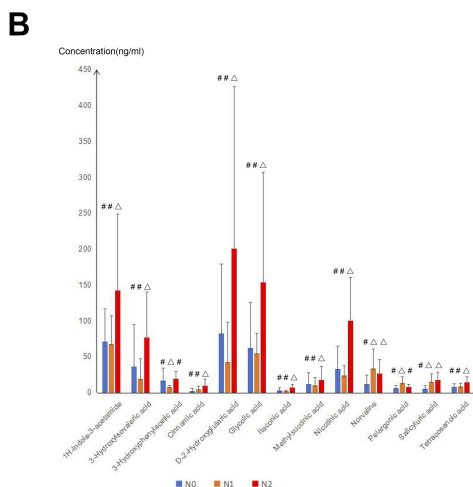 B
Concentration(ng/ml)
450
400
350
300
250
200
150
100
50
0
# # △
# # △
# △ #
# # △
# # △
# # △
# # △
# # △
# # △
# △ △
# △ #
# △ △
# # △
1H-Indole-3-acetamide
3-Hydroxyisovaleric acid
3-Hydroxyphenylacetic acid
Cinnamic acid
D-2-Hydroxyglutaric acid
Glycolic acid
Itaconic acid
Methylsuccinic acid
Nicotinic acid
Norvaline
Pelargonic acid
Salicyluric acid
Tetracosanoic acid
N0 N1 N2